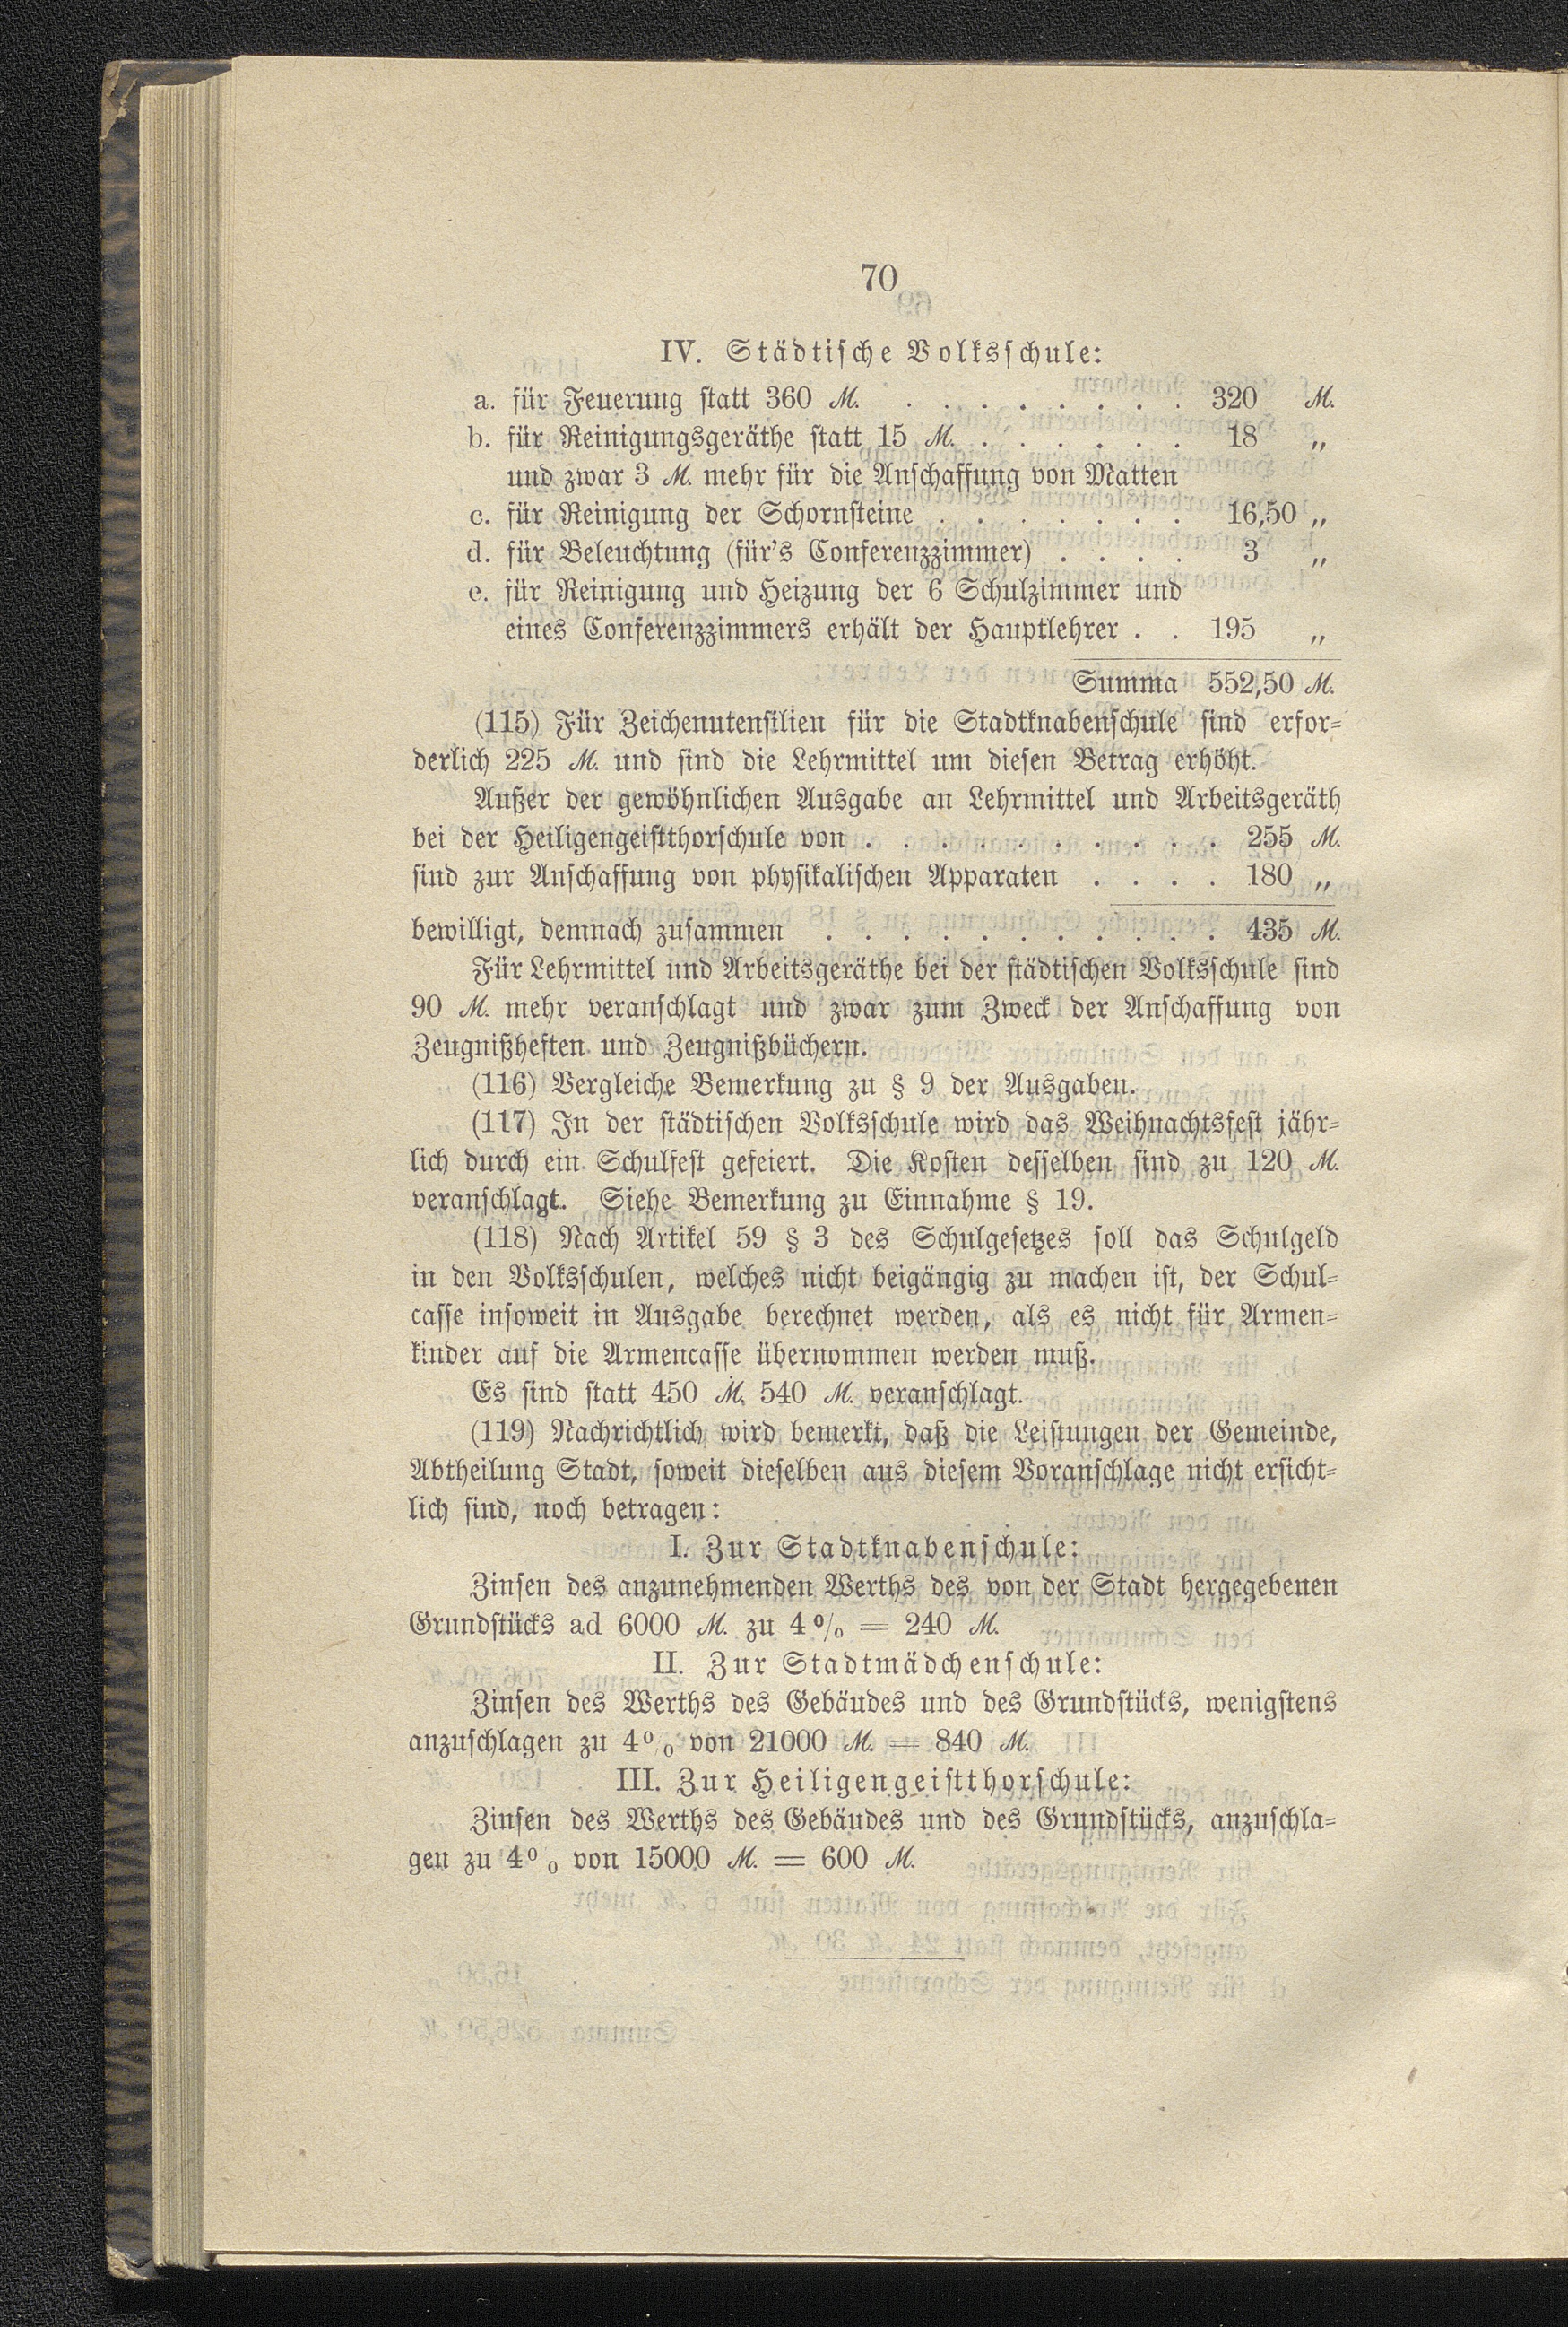 70
IV. Städtische Volksschule:
a. für Feuerung statt 360 M. . . . . . . . . 320 M.
b. für Reinigungsgeräthe statt 15 M. . . . . . . 18 „
und zwar 3 M. mehr für die Anschaffung von Matten
c. für Reinigung der Schornsteine . . . . . . . 16,50 „
d. für Beleuchtung (für's Conferenzzimmer) . . . . 3 „
e. für Reinigung und Heizung der 6 Schulzimmer und
eines Conferenzzimmers erhält der Hauptlehrer . . 195 „
Summa 552,50 M.
(115) Für Zeichenutensilien für die Stadtknabenschule sind erfor-
derlich 225 M. und sind die Lehrmittel um diesen Betrag erhöht.
Außer der gewöhnlichen Ausgabe an Lehrmittel und Arbeitsgeräth
bei der Heiligengeistthorschule von . . . . . . . . . . 255 M.
sind zur Anschaffung von physikalischen Apparaten . . . . 180 „
bewilligt, demnach zusammen . . . . . . . . . . . 435 M.
Für Lehrmittel und Arbeitsgeräthe bei der städtischen Volksschule sind
90 M. mehr veranschlagt und zwar zum Zweck der Anschaffung von
Zeugnißheften und Zeugnißbüchern.
(116) Vergleiche Bemerkung zu § 9 der Ausgaben.
(117) In der städtischen Volksschule wird das Weihnachtsfest jähr-
lich durch ein Schulfest gefeiert. Die Kosten desselben sind zu 120 M.
veranschlagt. Siehe Bemerkung zu Einnahme § 19.
(118) Nach Artikel 59 § 3 des Schulgesetzes soll das Schulgeld
in den Volksschulen, welches nicht beigängig zu machen ist, der Schul-
casse insoweit in Ausgabe berechnet werden, als es nicht für Armen-
kinder auf die Armencasse übernommen werden muß.
Es sind statt 450 M. 540 M. veranschlagt.
(119) Nachrichtlich wird bemerkt, daß die Leistungen der Gemeinde,
Abtheilung Stadt, soweit dieselben aus diesem Voranschlage nicht ersicht-
lich sind, noch betragen:
I. Zur Stadtknabenschule:
Zinsen des anzunehmenden Werths des von der Stadt hergegebenen
Grundstücks ad 6000 M. zu 4% = 240 M.
II. Zur Stadtmädchenschule:
Zinsen des Werths des Gebäudes und des Grundstücks, wenigstens
anzuschlagen zu 4% von 21000 M. = 840 M.
III. Zur Heiligengeistthorschule:
Zinsen des Werths des Gebäudes und des Grundstücks, anzuschla-
gen zu 4% von 15000 M. = 600 M.